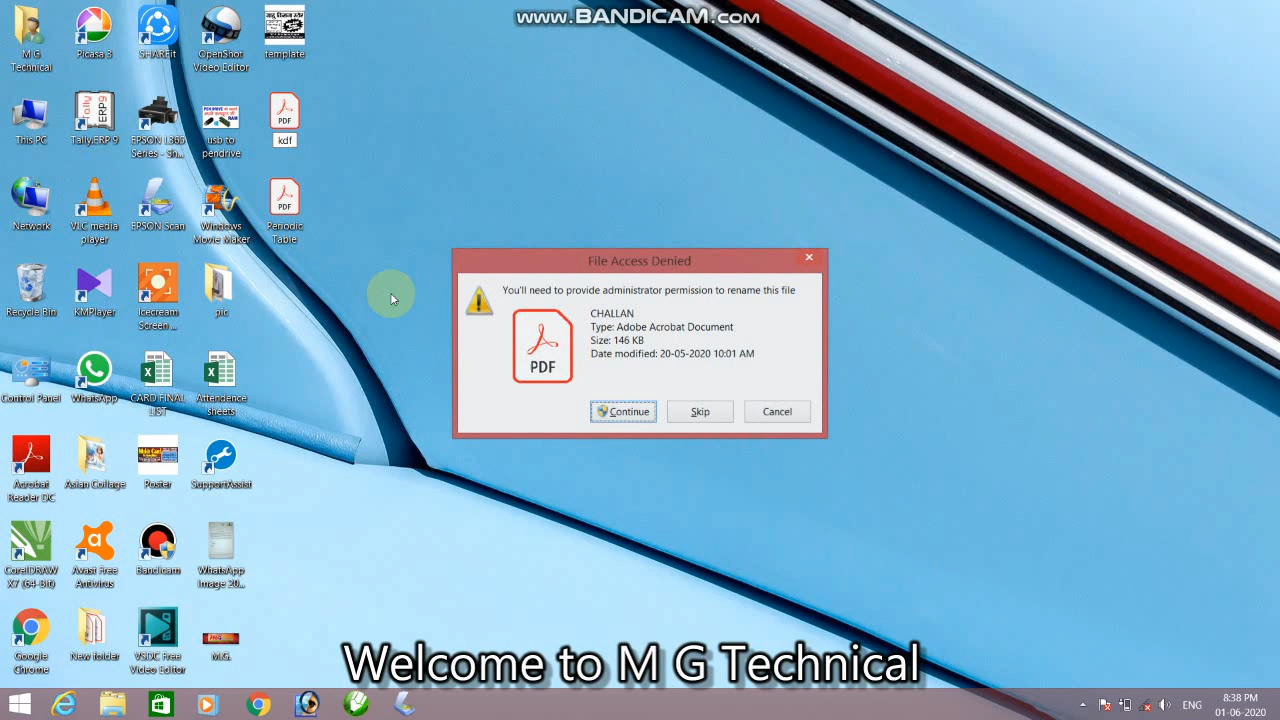 www.BANDICAM.com
M G
Technical
Picasa 3
SHAREit
OpenShot
Video Editor
template
This PC
Tally.ERP 9
EPSON L365
Series - Sh...
usb to
pendrive
PDF
kdf
Network
VLC media
player
EPSON Scan
Windows
Movie Maker
PDF
Periodic
Table
Recycle Bin
KMPlayer
Icecream
Screen ...
pic
Control Panel
WhatsApp
CARD FINAL
LIST
Attendence
sheets
Acrobat
Reader DC
Asian Collage
Poster
SupportAssist
CorelDRAW
X7 (64-Bit)
Avast Free
Antivirus
Bandicam
WhatsApp
Image 20...
Google
Chrome
New folder
VSDC Free
Video Editor
M.G.
File Access Denied
You'll need to provide administrator permission to rename this file
PDF
CHALLAN
Type: Adobe Acrobat Document
Size: 146 KB
Date modified: 20-05-2020 10:01 AM
Continue
Skip
Cancel
Welcome to M G Technical
ENG
8:38 PM
01-06-2020